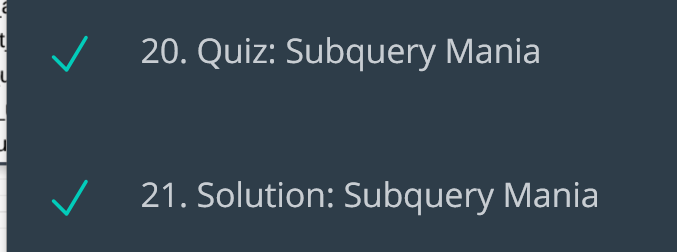 20. Quiz: Subquery Mania
21. Solution: Subquery Mania